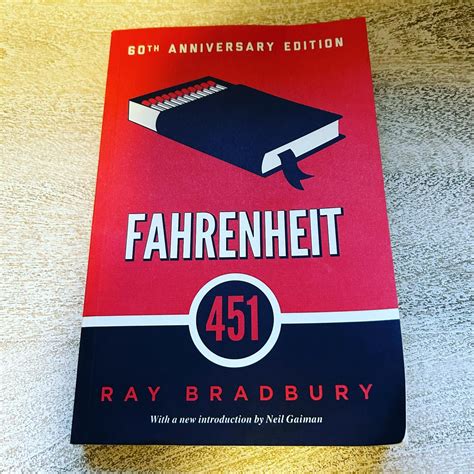 60TH ANNIVERSARY EDITION
FAHRENHEIT
451
RAY BRADBURY
With a new introduction by Neil Gaiman